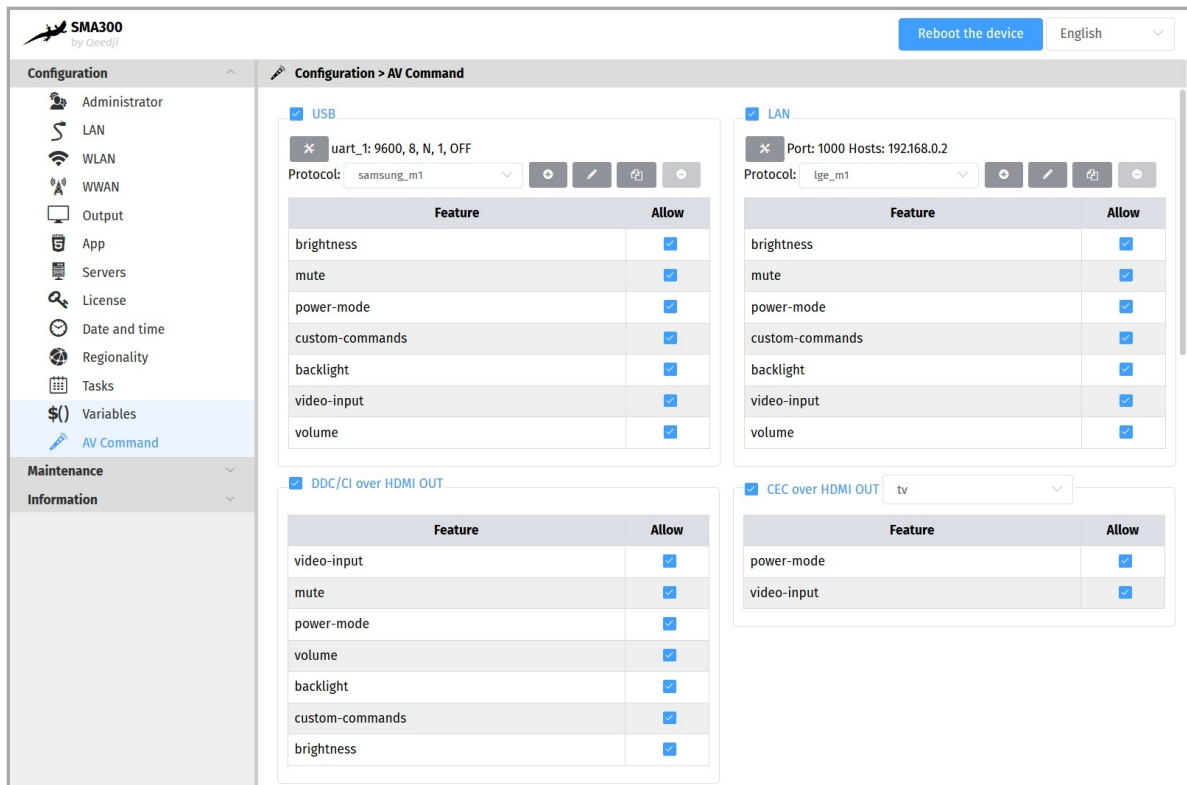 SMA300
by Qeedji
Reboot the device
English
Configuration
Administrator
LAN
WLAN
WWAN
Output
App
Servers
License
Date and time
Regionality
Tasks
$() Variables
AV Command
Maintenance
Information
Configuration > AV Command
USB
uart_1: 9600, 8, N, 1, OFF
Protocol: samsung_m1
Feature Allow
brightness
mute
power-mode
custom-commands
backlight
video-input
volume
LAN
Port: 1000 Hosts: 192.168.0.2
Protocol: lge_m1
Feature Allow
brightness
mute
power-mode
custom-commands
backlight
video-input
volume
DDC/CI over HDMI OUT
Feature Allow
video-input
mute
power-mode
volume
backlight
custom-commands
brightness
CEC over HDMI OUT tv
Feature Allow
power-mode
video-input